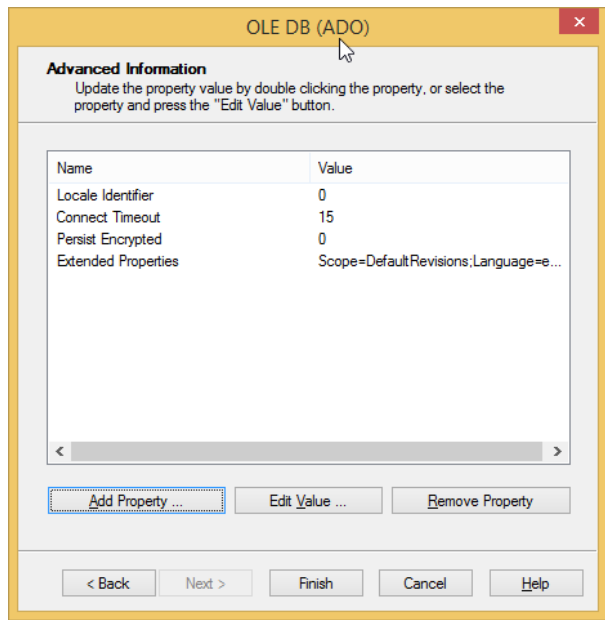 OLE DB (ADO)
Advanced Information
Update the property value by double clicking the property, or select the
property and press the "Edit Value" button.
Name Value
Locale Identifier 0
Connect Timeout 15
Persist Encrypted 0
Extended Properties Scope=DefaultRevisions;Language=e...
Add Property ... Edit Value ... Remove Property
< Back Next > Finish Cancel Help